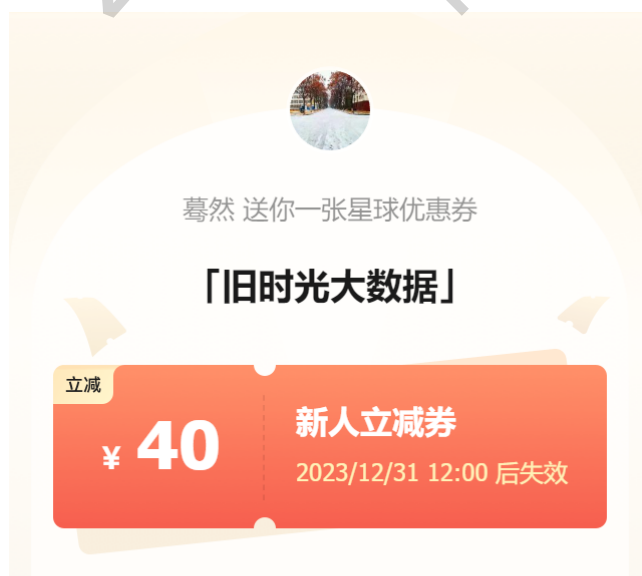 蓦然 送你一张星球优惠券
「旧时光大数据」
立减
¥ 40
新人立减券
2023/12/31 12:00 后失效